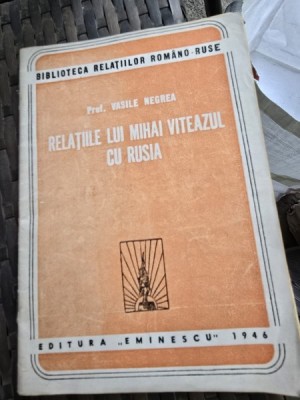 BIBLIOTECA RELAȚIILOR ROMÂNO-RUSE
Prof. VASILE NEGREA
RELAȚIILE LUI MIHAI VITEAZUL
CU RUSIA
EDITURA „EMINESCU" 1946